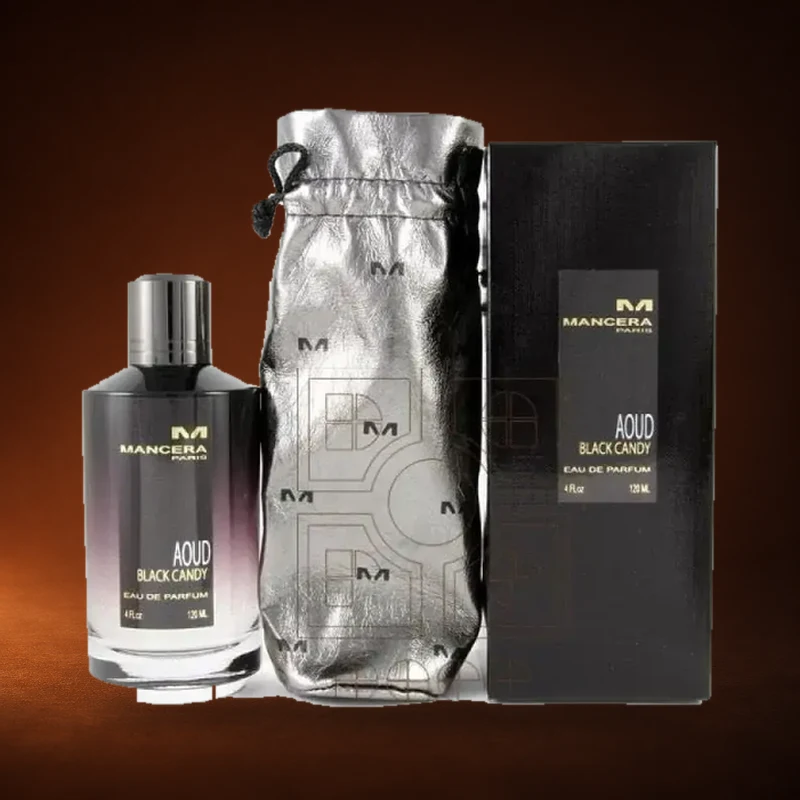 MANCERA
PARIS
AOUD
BLACK CANDY
EAU DE PARFUM
4 Fl.oz 120 ML
MANCERA
PARIS
AOUD
BLACK CANDY
EAU DE PARFUM
4 Fl.oz 120 ML